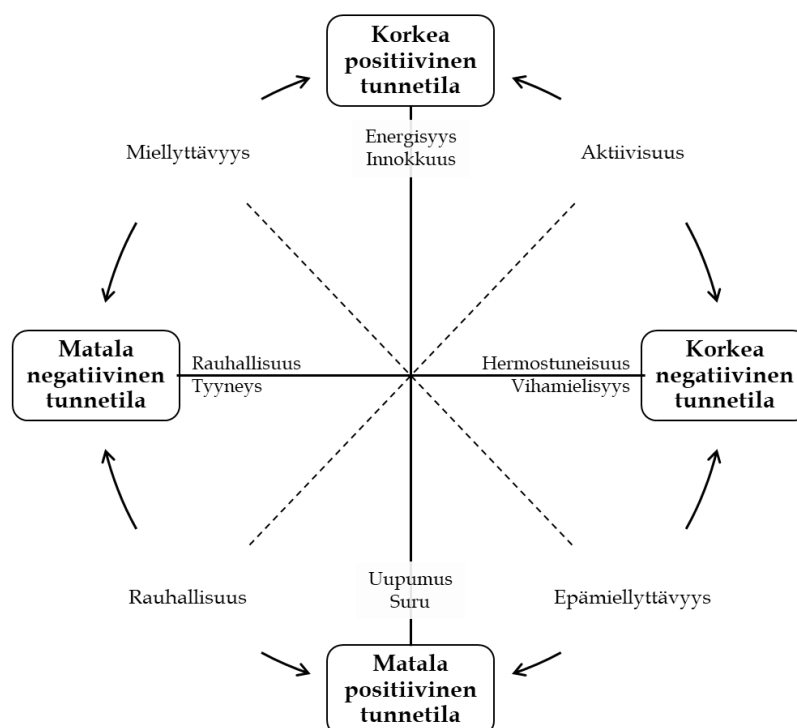 Korkea
positiivinen
tunnetila
Energisyys
Innokkuus
Miellyttävyys
Aktiivisuus
Matala
negatiivinen
tunnetila
Rauhallisuus
Tyyneys
Hermostuneisuus
Vihamielisyys
Korkea
negatiivinen
tunnetila
Rauhallisuus
Uupumus
Suru
Epämiellyttävyys
Matala
positiivinen
tunnetila